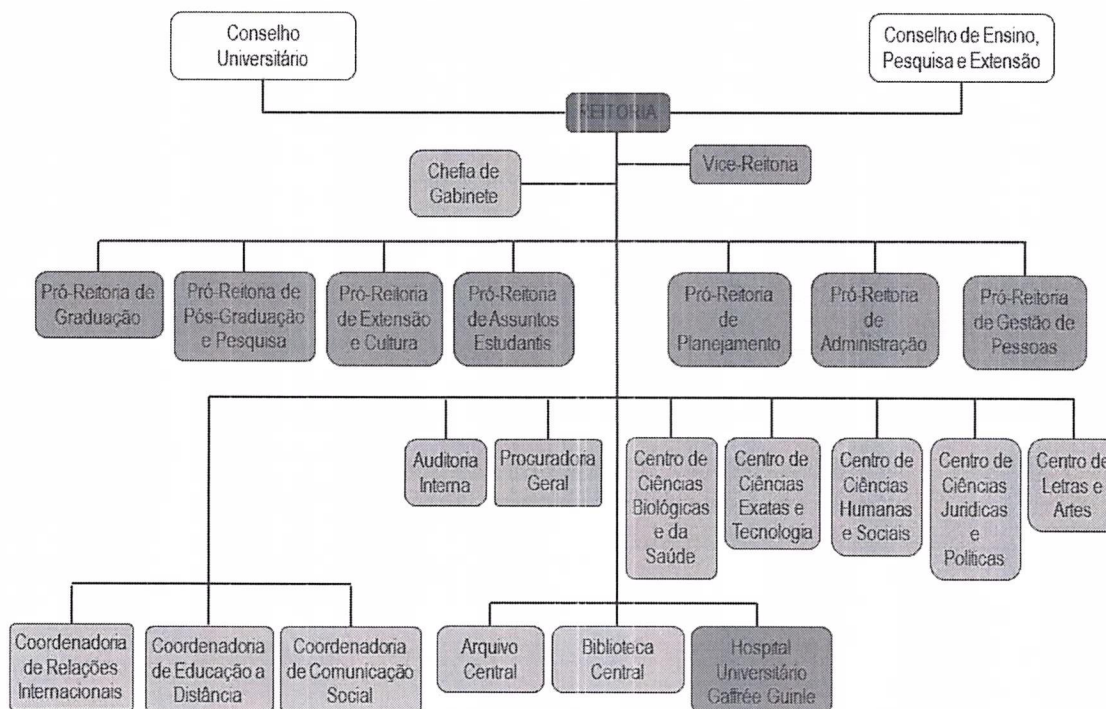 Conselho
Universitário
Conselho de Ensino,
Pesquisa e Extensão
REITORIA
Chefia de
Gabinete
Vice-Reitoria
Pró-Reitoria de
Graduação
Pró-Reitoria de
Pós-Graduação
e Pesquisa
Pró-Reitoria
de Extensão
e Cultura
Pró-Reitoria
de Assuntos
Estudantis
Pró-Reitoria
de
Planejamento
Pró-Reitoria
de
Administração
Pró-Reitoria
de Gestão de
Pessoas
Auditoria
Interna
Procuradora
Geral
Centro de
Ciências
Biológicas
e da
Saúde
Centro de
Ciências
Exatas e
Tecnologia
Centro de
Ciências
Humanas
e Sociais
Centro de
Ciências
Jurídicas
e
Políticas
Centro de
Letras e
Artes
Coordenadoria
de Relações
Internacionais
Coordenadoria
de Educação a
Distância
Coordenadoria
de Comunicação
Social
Arquivo
Central
Biblioteca
Central
Hospital
Universitário
Gaffrée Guinle